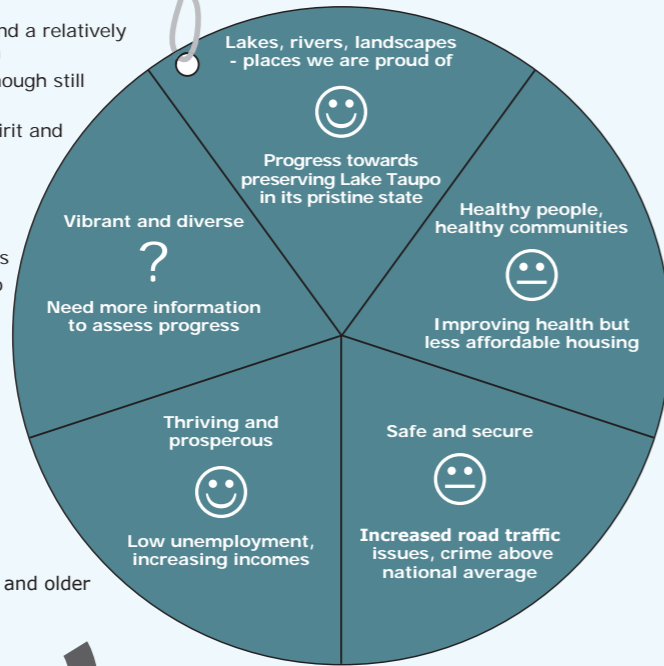 nd a relatively
ough still
irit and
s
o
and older
Lakes, rivers, landscapes
- places we are proud of
Progress towards
preserving Lake Taupo
in its pristine state
Healthy people,
healthy communities
Improving health but
less affordable housing
Safe and secure
Increased road traffic
issues, crime above
national average
Thriving and
prosperous
Low unemployment,
increasing incomes
Vibrant and diverse
?
Need more information
to assess progress